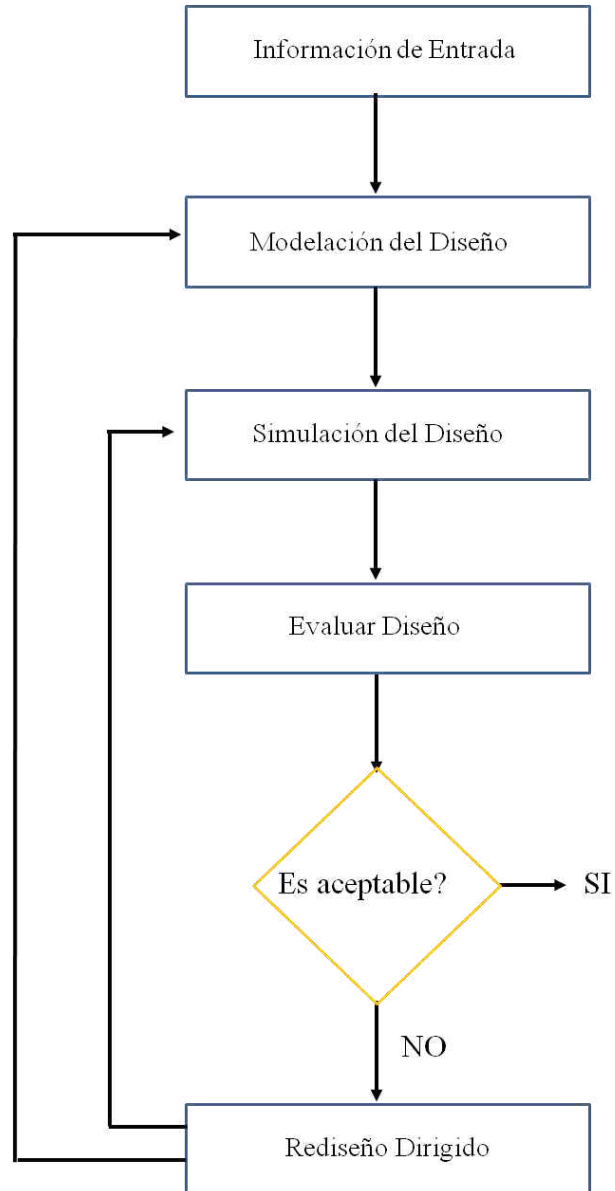 Información de Entrada
Modelación del Diseño
Simulación del Diseño
Evaluar Diseño
Es aceptable?
SI
NO
Rediseño Dirigido